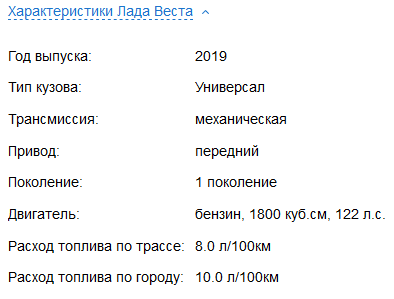 Характеристики Лада Веста
Год выпуска: 2019
Тип кузова: Универсал
Трансмиссия: механическая
Привод: передний
Поколение: 1 поколение
Двигатель: бензин, 1800 куб.см, 122 л.с.
Расход топлива по трассе: 8.0 л/100км
Расход топлива по городу: 10.0 л/100км